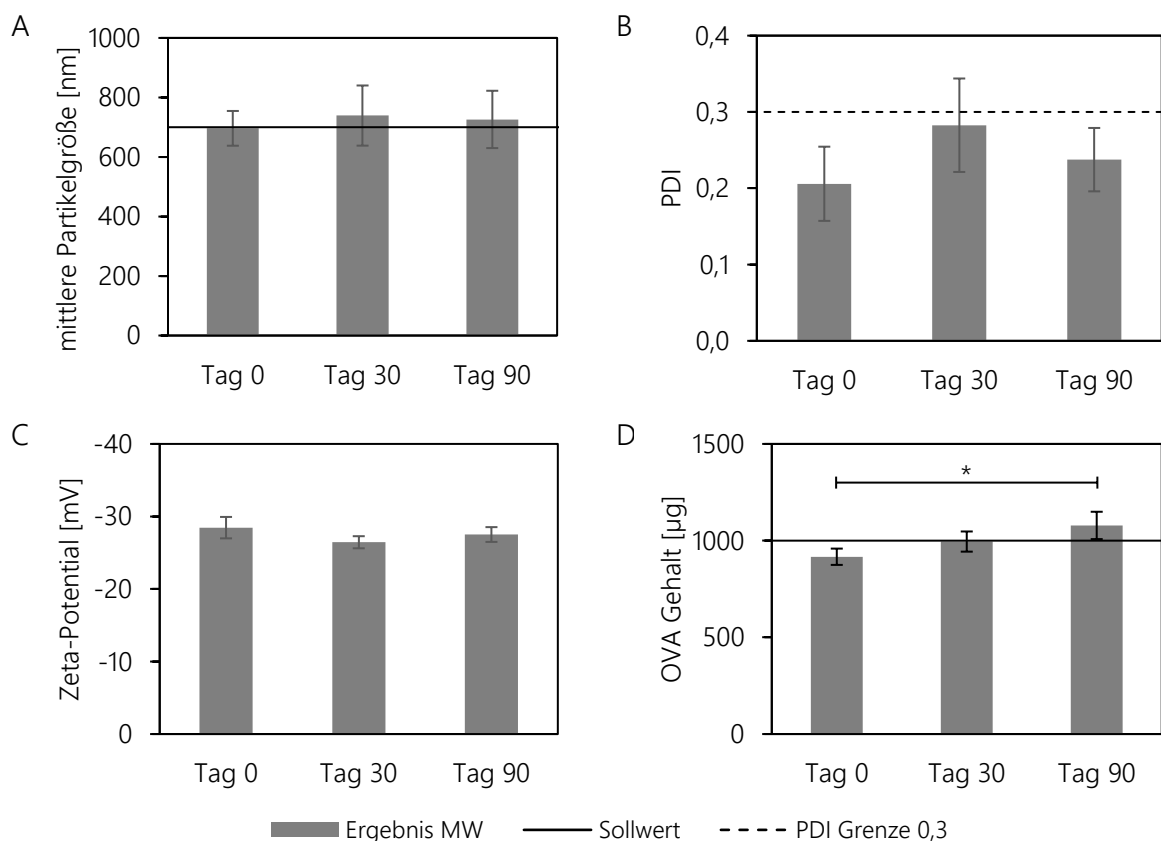 A
mittlere Partikelgröße [nm]
1000
800
600
400
200
0
Tag 0 Tag 30 Tag 90
B
PDI
0,4
0,3
0,2
0,1
0,0
Tag 0 Tag 30 Tag 90
C
Zeta-Potential [mV]
-40
-30
-20
-10
0
Tag 0 Tag 30 Tag 90
D
OVA Gehalt [µg]
1500
1000
500
0
*
Tag 0 Tag 30 Tag 90
Ergebnis MW Sollwert PDI Grenze 0,3